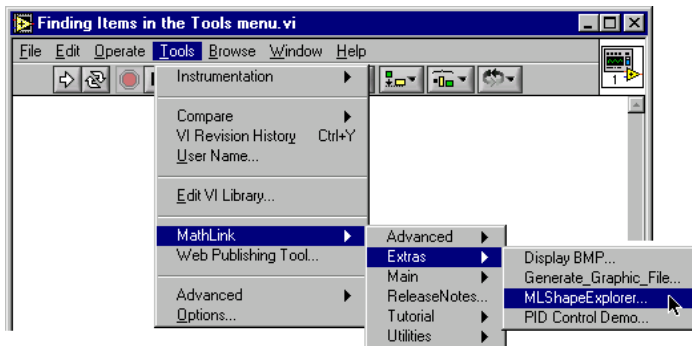 Finding Items in the Tools menu.vi
File Edit Operate Tools Browse Window Help
1
Instrumentation
Compare
VI Revision History Ctrl+Y
User Name...
Edit VI Library...
MathLink
Web Publishing Tool...
Advanced
Options...
Advanced
Extras
Main
ReleaseNotes...
Tutorial
Utilities
Display BMP...
Generate_Graphic_File...
MLShapeExplorer...
PID Control Demo...